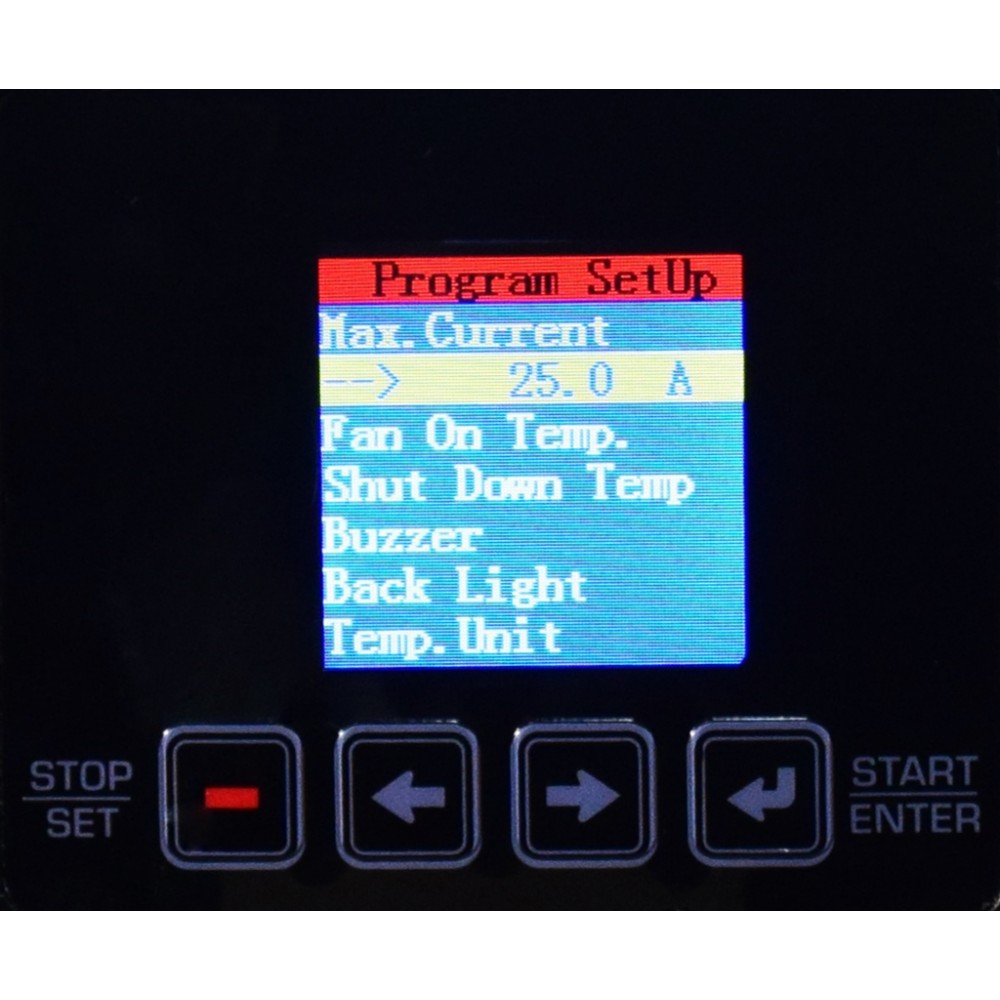 Program SetUp
Max.Current
--> 25.0 A
Fan On Temp.
Shut Down Temp
Buzzer
Back Light
Temp.Unit
STOP
SET
START
ENTER